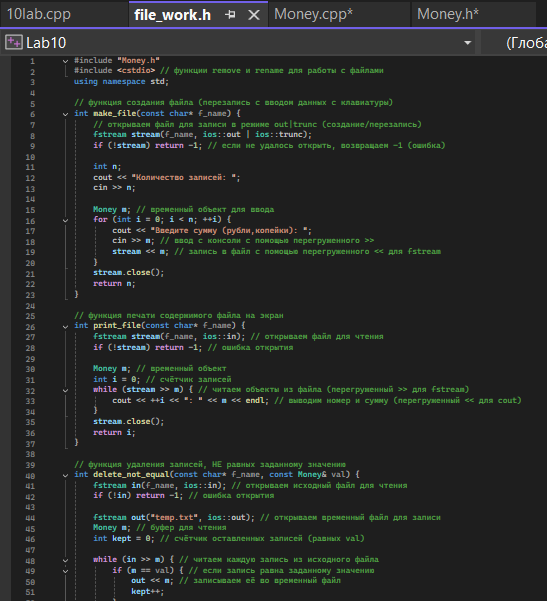 10lab.cpp file_work.h Money.cpp* Money.h*
Lab10 (Глоба
1 #include "Money.h"
2 #include <cstdio> // функции remove и rename для работы с файлами
3 using namespace std;
4
5 // функция создания файла (перезапись с вводом данных с клавиатуры)
6 int make_file(const char* f_name) {
7 // открываем файл для записи в режиме out|trunc (создание/перезапись)
8 fstream stream(f_name, ios::out | ios::trunc);
9 if (!stream) return -1; // если не удалось открыть, возвращаем -1 (ошибка)
10
11 int n;
12 cout << "Количество записей: ";
13 cin >> n;
14
15 Money m; // временный объект для ввода
16 for (int i = 0; i < n; ++i) {
17 cout << "Введите сумму (рубли,копейки): ";
18 cin >> m; // ввод с консоли с помощью перегруженного >>
19 stream << m; // запись в файл с помощью перегруженного << для fstream
20 }
21 stream.close();
22 return n;
23 }
24
25 // функция печати содержимого файла на экран
26 int print_file(const char* f_name) {
27 fstream stream(f_name, ios::in); // открываем файл для чтения
28 if (!stream) return -1; // ошибка открытия
29
30 Money m; // временный объект
31 int i = 0; // счётчик записей
32 while (stream >> m) { // читаем объекты из файла (перегруженный >> для fstream)
33 cout << ++i << ": " << m << endl; // выводим номер и сумму (перегруженный << для cout)
34 }
35 stream.close();
36 return i;
37 }
38
39 // функция удаления записей, НЕ равных заданному значению
40 int delete_not_equal(const char* f_name, const Money& val) {
41 fstream in(f_name, ios::in); // открываем исходный файл для чтения
42 if (!in) return -1; // ошибка открытия
43
44 fstream out("temp.txt", ios::out); // открываем временный файл для записи
45 Money m; // буфер для чтения
46 int kept = 0; // счётчик оставленных записей (равных val)
47
48 while (in >> m) { // читаем каждую запись из исходного файла
49 if (m == val) { // если запись равна заданному значению
50 out << m; // записываем её во временный файл
51 kept++;